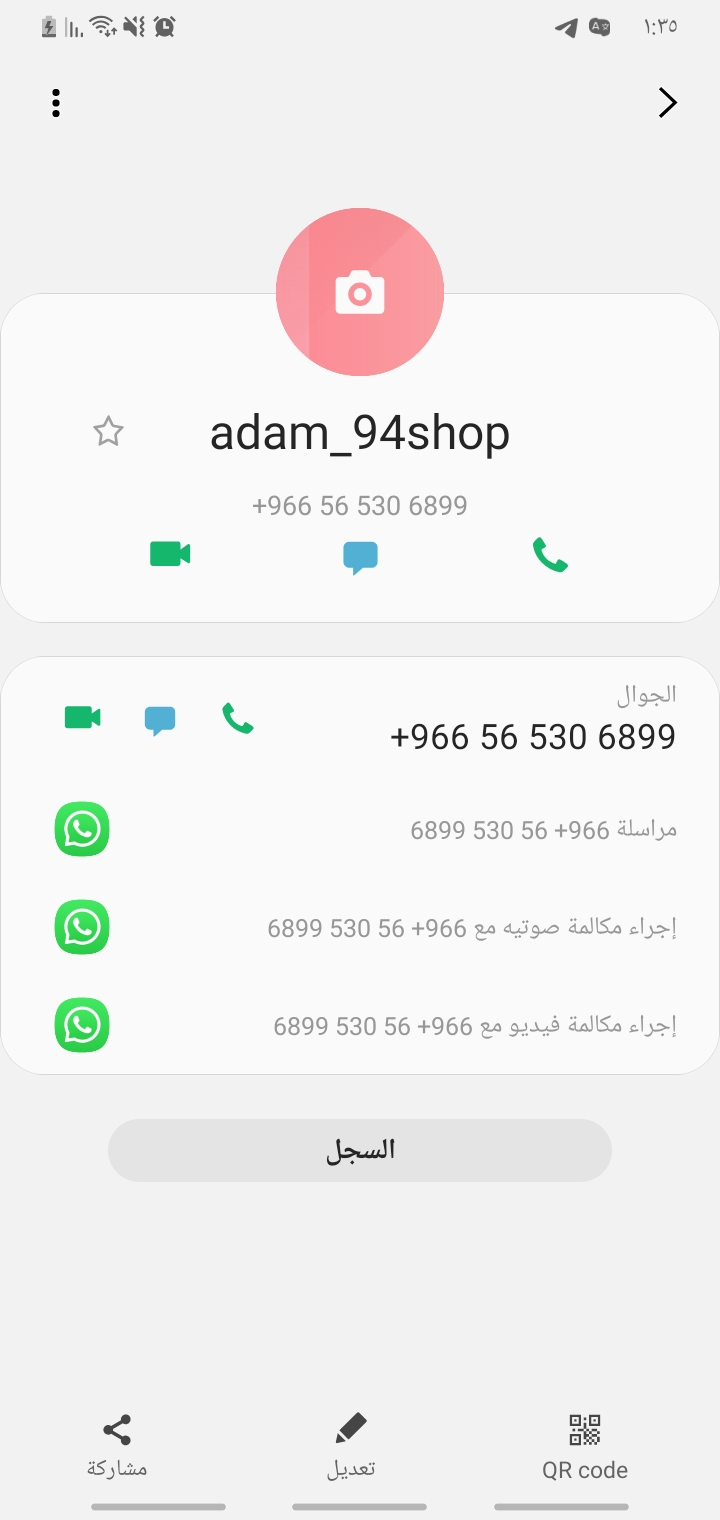 ١:٣٥
adam_94shop
+966 56 530 6899
الجوال
+966 56 530 6899
مراسلة ‎+966 56 530 6899
إجراء مكالمة صوتيه مع ‎+966 56 530 6899
إجراء مكالمة فيديو مع ‎+966 56 530 6899
السجل
QR code
تعديل
مشاركة